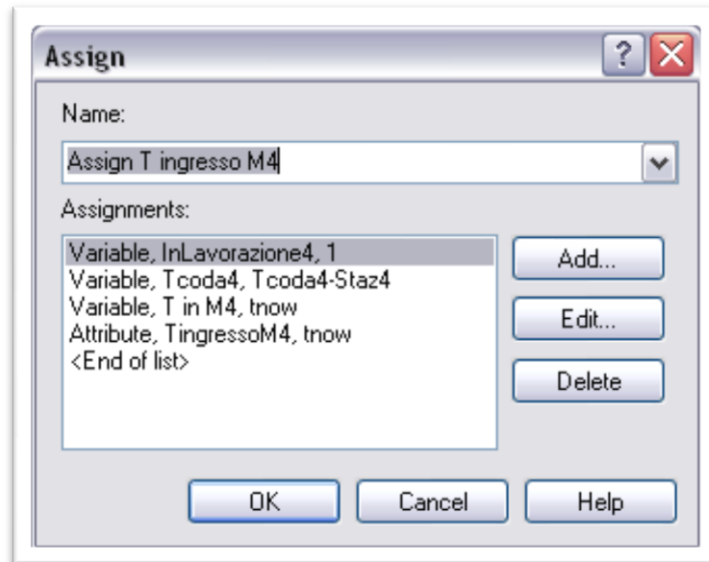 Assign
?
Name:
Assign T ingresso M4
Assignments:
Variable, InLavorazione4, 1
Variable, Tcoda4, Tcoda4-Staz4
Variable, T in M4, tnow
Attribute, TingressoM4, tnow
<End of list>
Add...
Edit...
Delete
OK Cancel Help